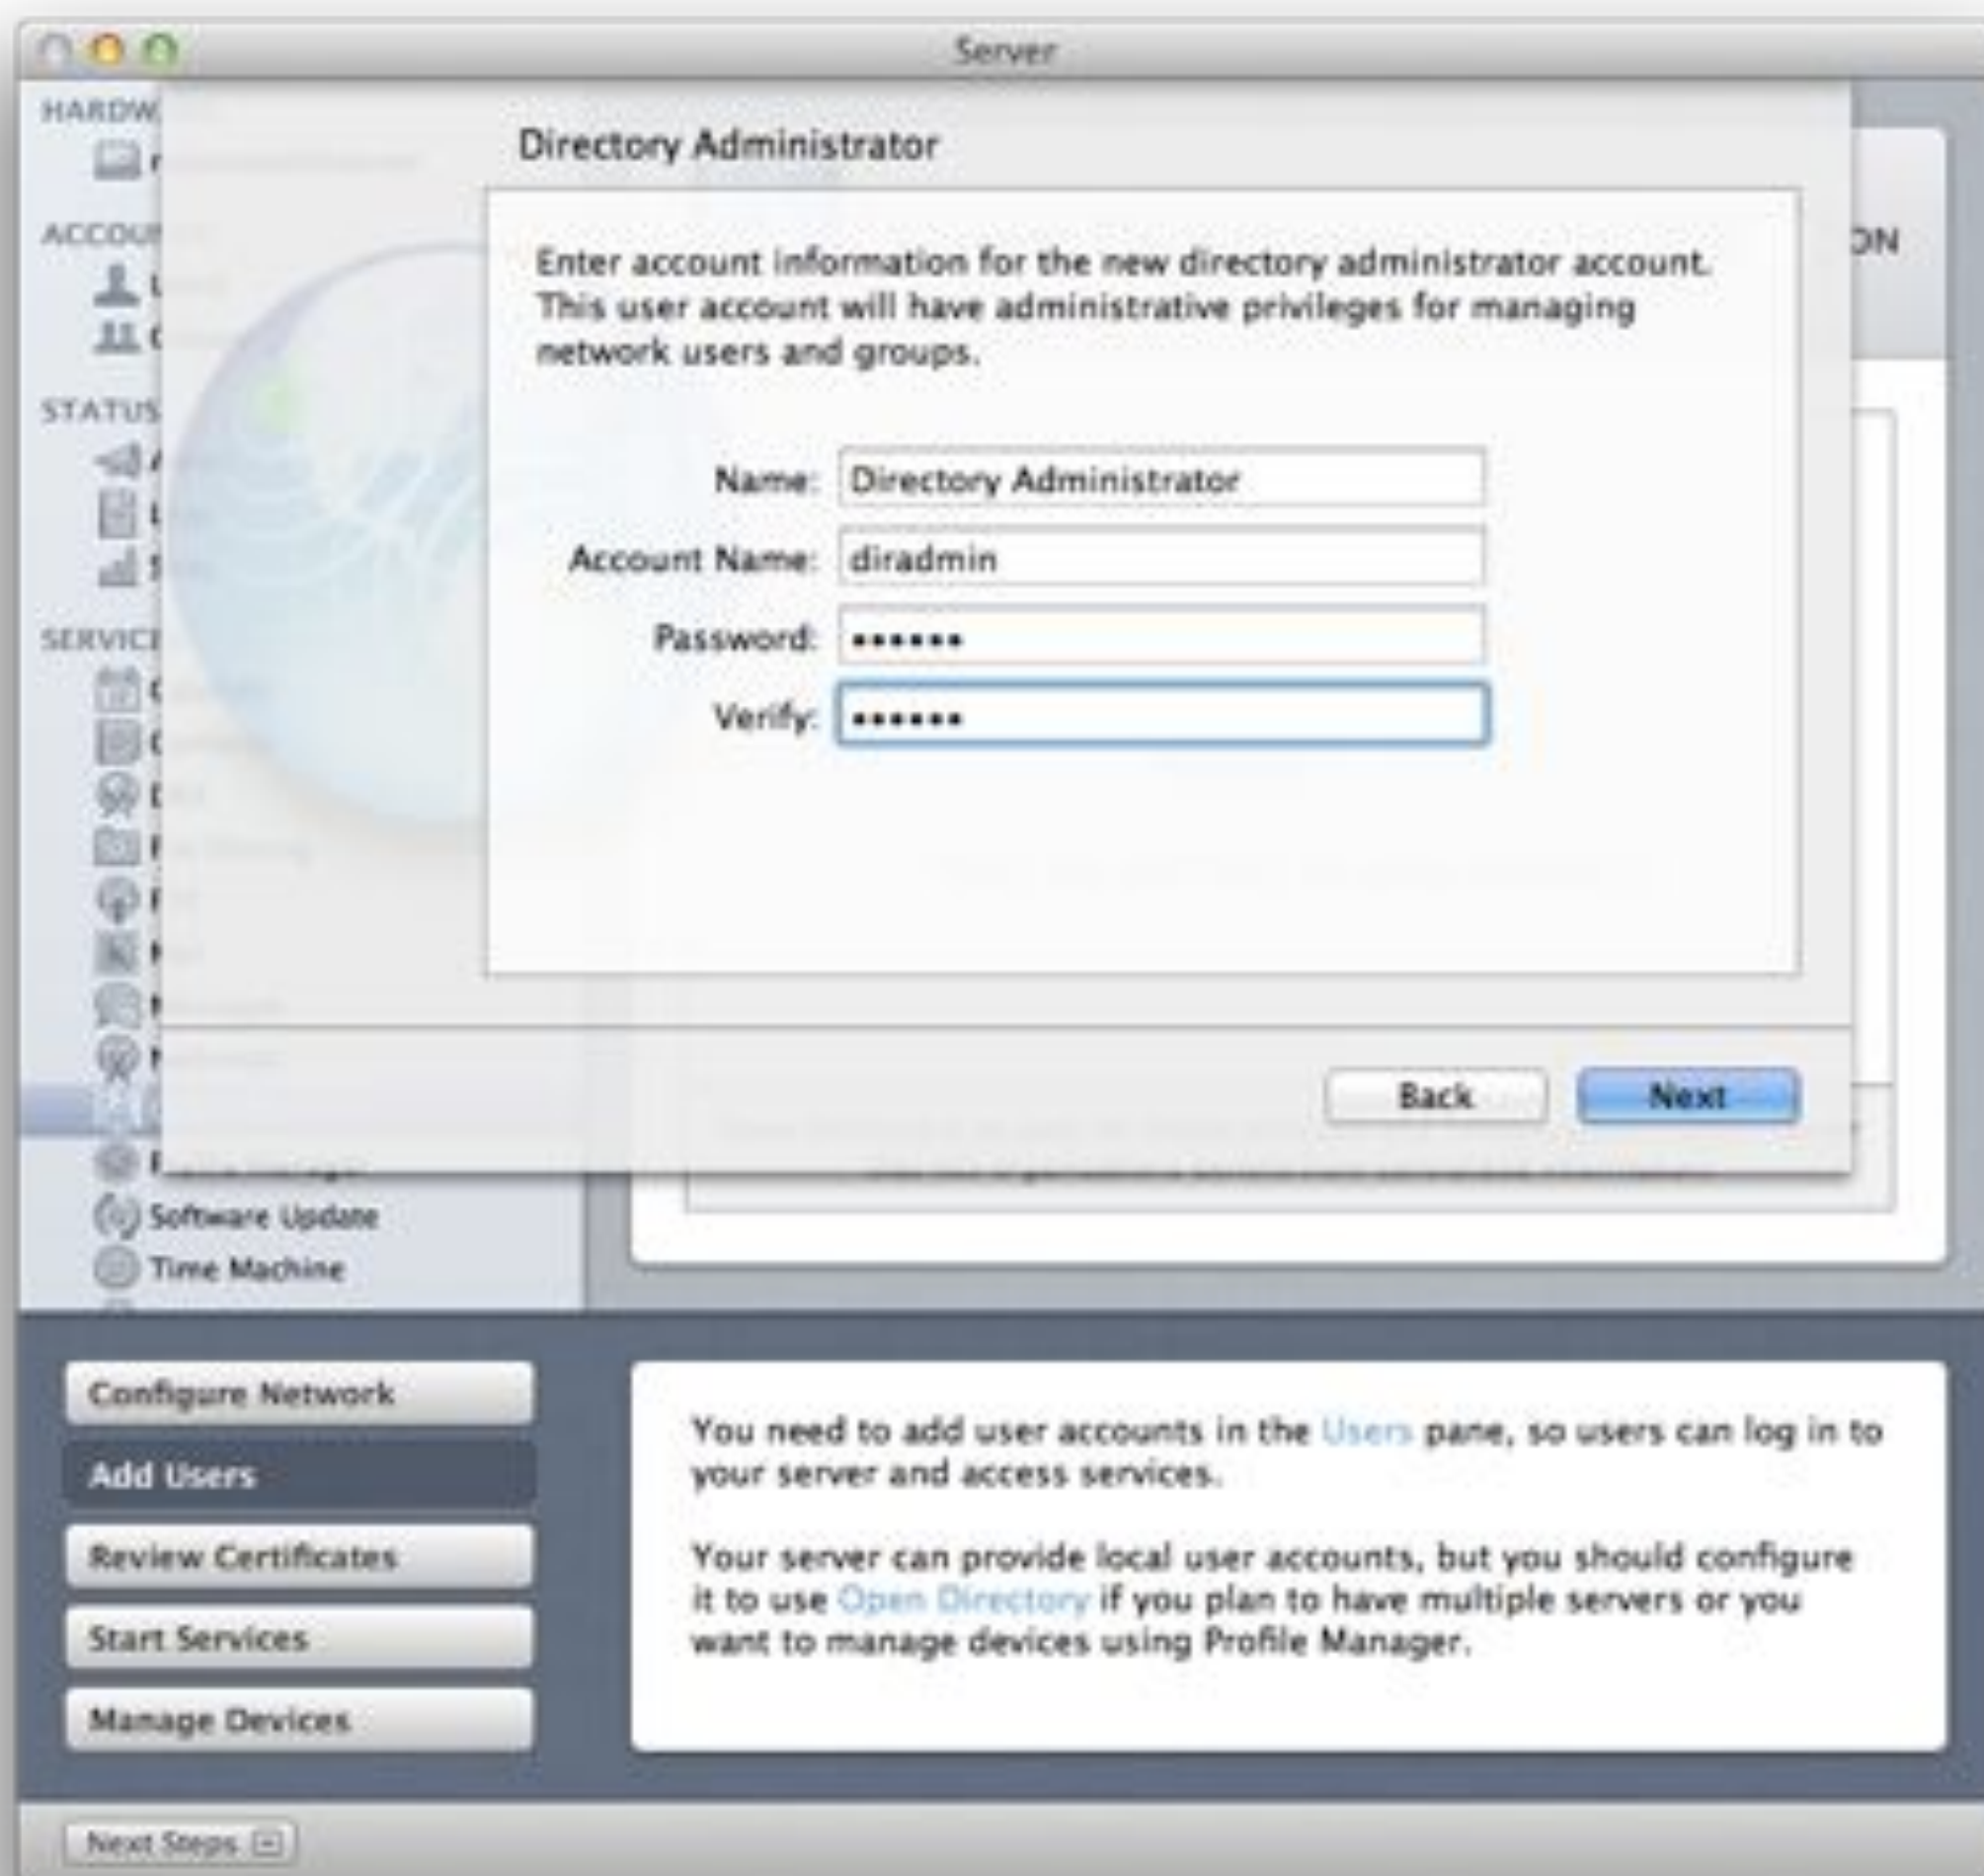 Server
HARDW
ACCOU
STATUS
SERVICE
Software Update
Time Machine
Directory Administrator
Enter account information for the new directory administrator account.
This user account will have administrative privileges for managing
network users and groups.
Name: Directory Administrator
Account Name: diradmin
Password: ••••••
Verify: ••••••
ON
Back
Next
Configure Network
Add Users
Review Certificates
Start Services
Manage Devices
You need to add user accounts in the Users pane, so users can log in to
your server and access services.
Your server can provide local user accounts, but you should configure
it to use Open Directory if you plan to have multiple servers or you
want to manage devices using Profile Manager.
Next Steps